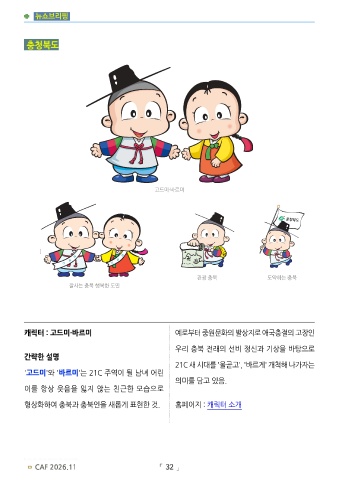 뉴스브리핑
충청북도
고드미·바르미
잘사는 충북 행복한 도민
관광 충북
도약하는 충북
캐릭터 : 고드미·바르미
간략한 설명
'고드미'와 '바르미'는 21C 주역이 될 남녀 어린
이를 항상 웃음을 잃지 않는 친근한 모습으로
형상화하여 충북과 충북인을 새롭게 표현한 것.
예로부터 중원문화의 발상지로 애국충절의 고장인
우리 충북 전래의 선비 정신과 기상을 바탕으로
21C 새 시대를 '올곧고', '바르게' 개척해 나가자는
의미를 담고 있음.
홈페이지 : 캐릭터 소개
CAF 2026.11
「 32 」